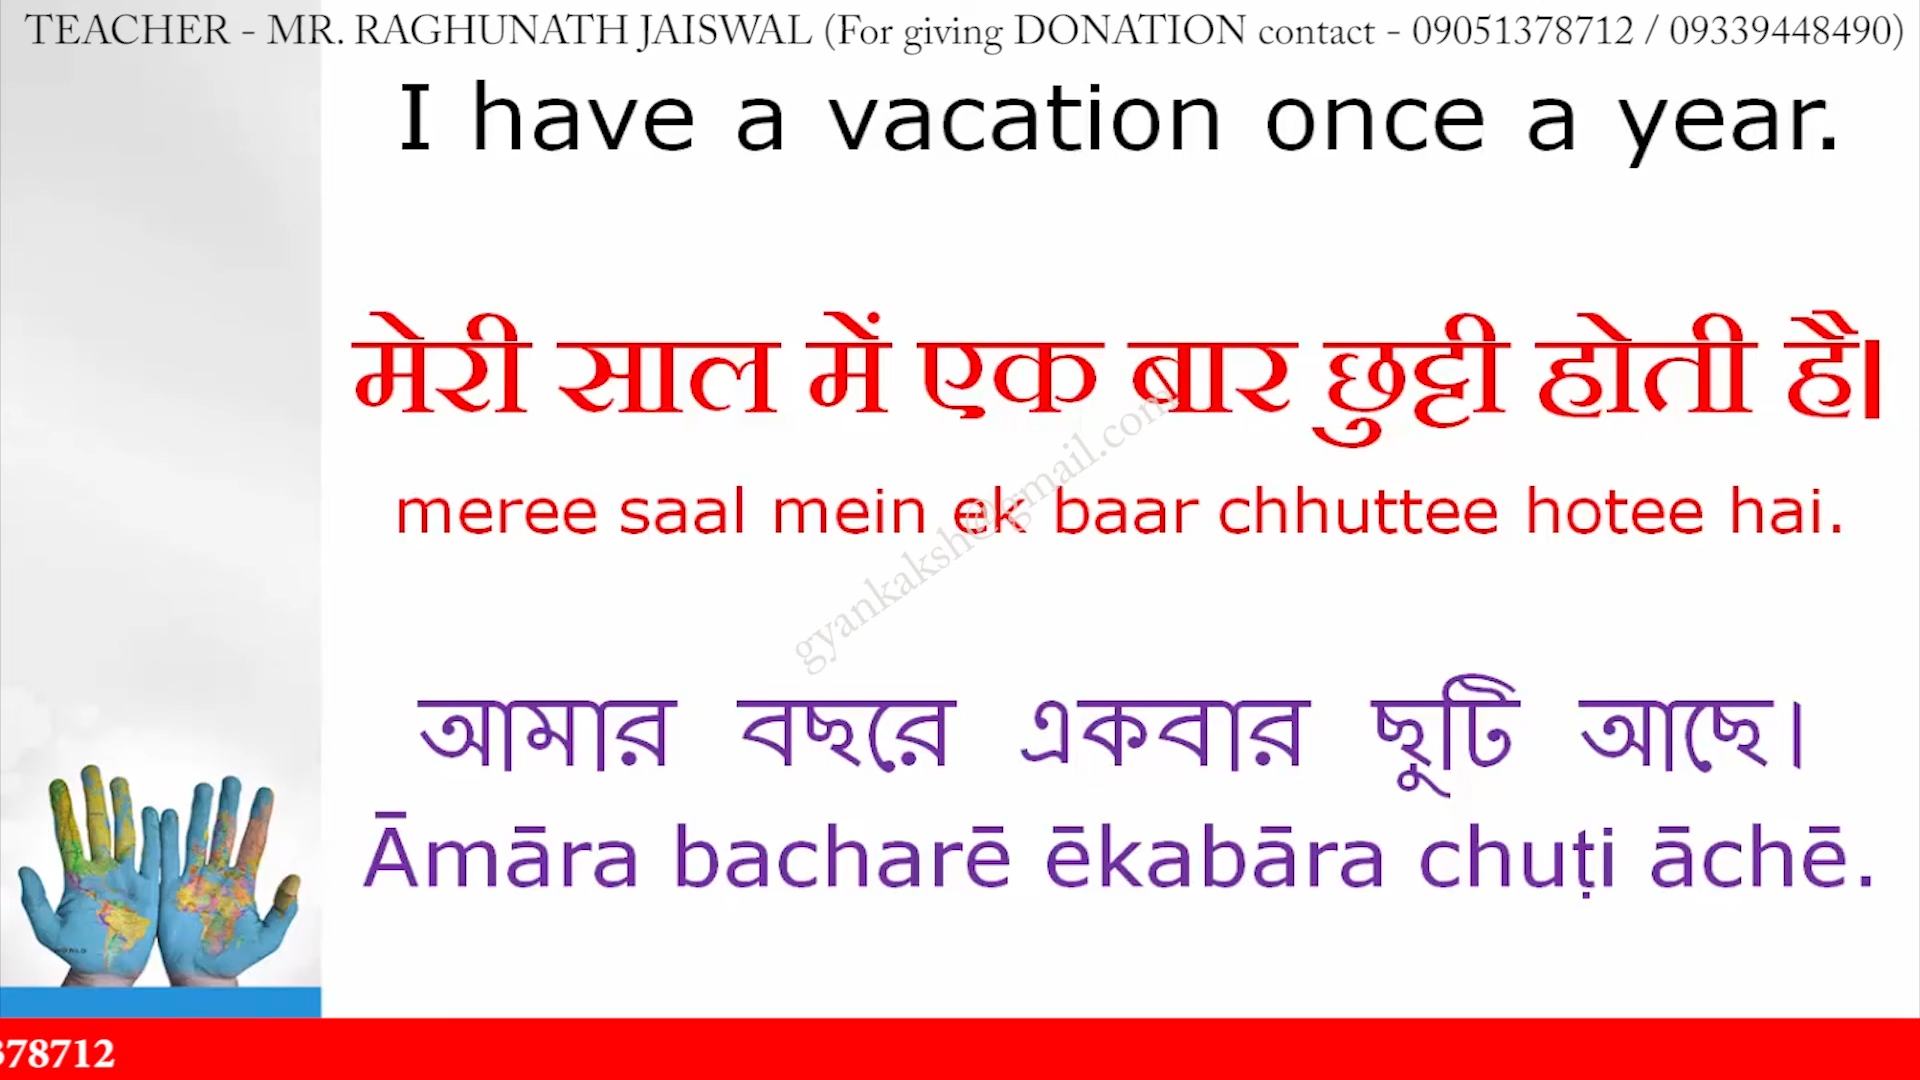 TEACHER - MR. RAGHUNATH JAISWAL (For giving DONATION contact - 09051378712 / 09339448490)
I have a vacation once a year.
मेरी साल में एक बार छुट्टी होती है।
meree saal mein ek baar chhuttee hotee hai.
gyankaksh@gmail.com
আমার বছরে একবার ছুটি আছে।
Āmāra bacharē ēkabāra chuṭi āchē.
WORLD
378712